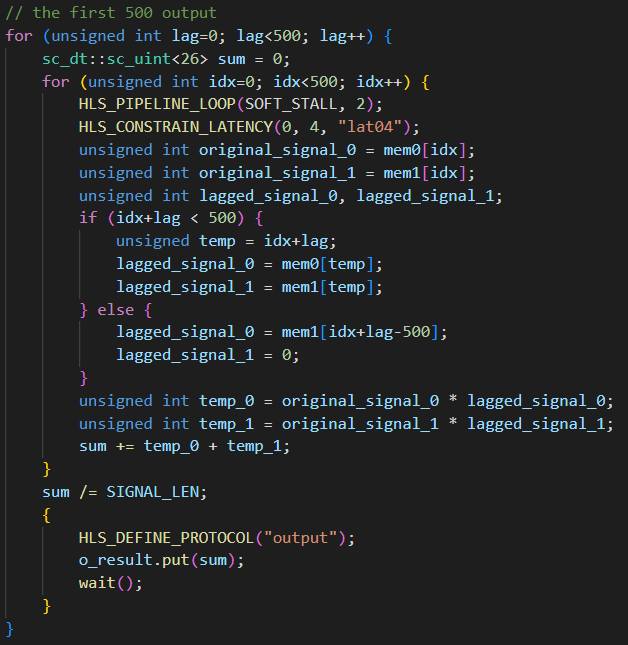 // the first 500 output
for (unsigned int lag=0; lag<500; lag++) {
    sc_dt::sc_uint<26> sum = 0;
    for (unsigned int idx=0; idx<500; idx++) {
        HLS_PIPELINE_LOOP(SOFT_STALL, 2);
        HLS_CONSTRAIN_LATENCY(0, 4, "lat04");
        unsigned int original_signal_0 = mem0[idx];
        unsigned int original_signal_1 = mem1[idx];
        unsigned int lagged_signal_0, lagged_signal_1;
        if (idx+lag < 500) {
            unsigned temp = idx+lag;
            lagged_signal_0 = mem0[temp];
            lagged_signal_1 = mem1[temp];
        } else {
            lagged_signal_0 = mem1[idx+lag-500];
            lagged_signal_1 = 0;
        }
        unsigned int temp_0 = original_signal_0 * lagged_signal_0;
        unsigned int temp_1 = original_signal_1 * lagged_signal_1;
        sum += temp_0 + temp_1;
    }
    sum /= SIGNAL_LEN;
    {
        HLS_DEFINE_PROTOCOL("output");
        o_result.put(sum);
        wait();
    }
}